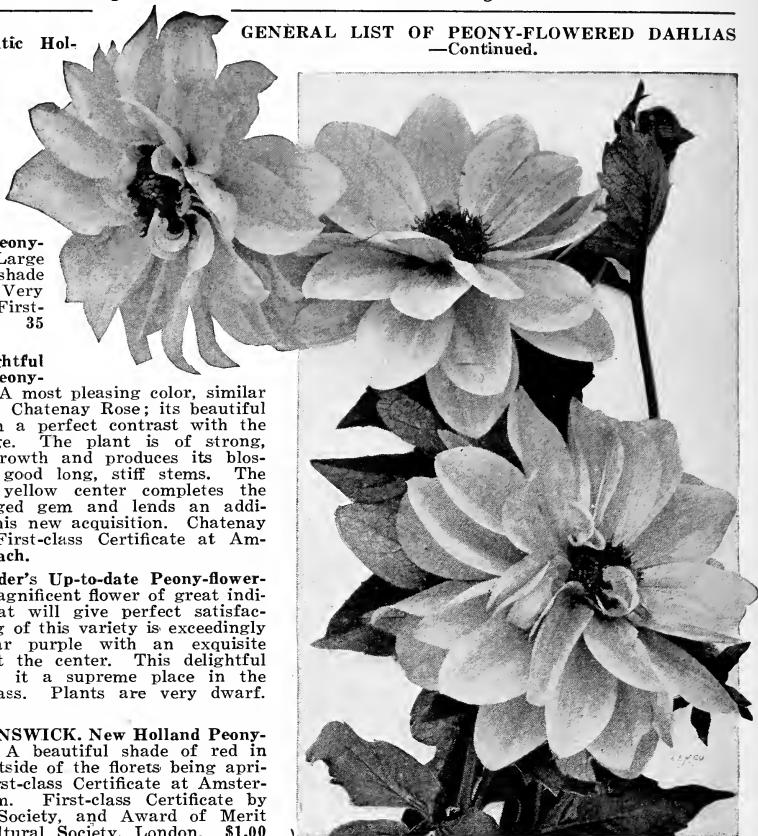 tic Hol-
GENERAL LIST OF PEONY-FLOWERED DAHLIAS
—Continued.
eony-
Large
shade
Very
First-
35
ghtful
eony-
A most pleasing color, similar
Chatenay Rose; its beautiful
a perfect contrast with the
The plant is of strong,
rowth and produces its blos-
good long, stiff stems. The
yellow center completes the
ged gem and lends an addi-
his new acquisition. Chatenay
First-class Certificate at Am-
ach.
der's Up-to-date Peony-flower-
agnificent flower of great indi-
at will give perfect satisfac-
g of this variety is exceedingly
ar purple with an exquisite
t the center. This delightful
it a supreme place in the
ass. Plants are very dwarf.
NSWICK. New Holland Peony-
A beautiful shade of red in
tside of the florets being apri-
rst-class Certificate at Amster-
m. First-class Certificate by
Society, and Award of Merit
ltural Society, London. $1.00